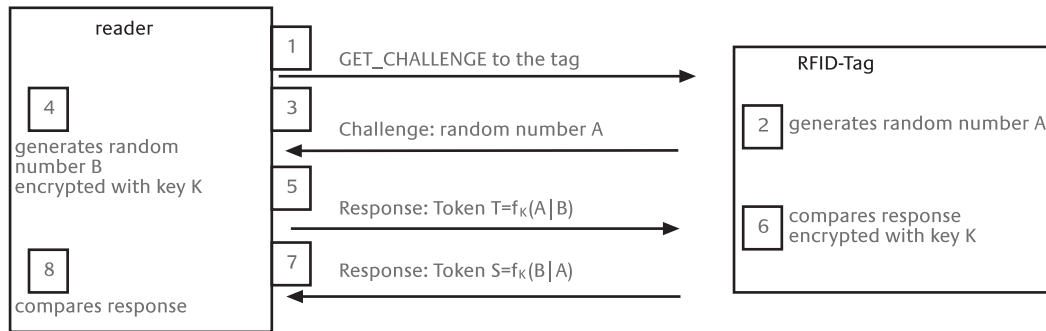 reader
1
GET_CHALLENGE to the tag
RFID-Tag
4
3
Challenge: random number A
2
generates random number A
generates random
number B
encrypted with key K
5
Response: Token T=fK(A|B)
6
compares response
encrypted with key K
8
7
Response: Token S=fK(B|A)
compares response